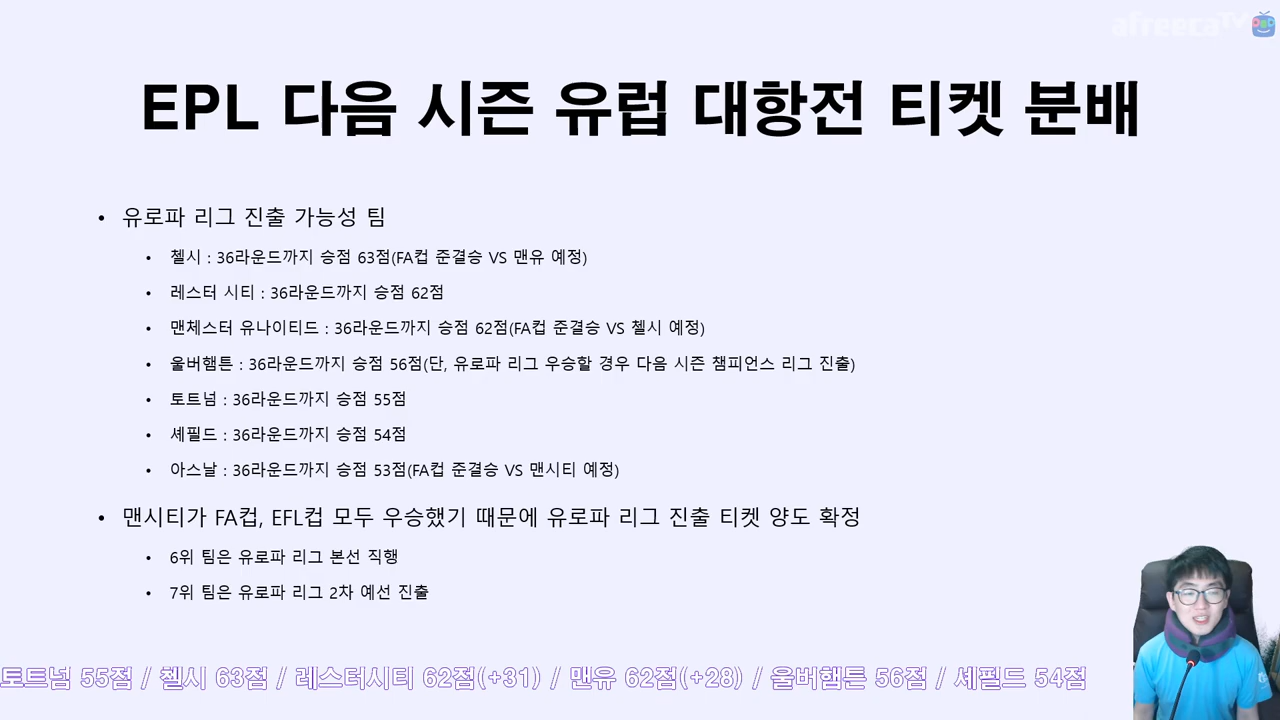 afreecaTV
EPL 다음 시즌 유럽 대항전 티켓 분배
• 유로파 리그 진출 가능성 팀
• 첼시 : 36라운드까지 승점 63점(FA컵 준결승 VS 맨유 예정)
• 레스터 시티 : 36라운드까지 승점 62점
• 맨체스터 유나이티드 : 36라운드까지 승점 62점(FA컵 준결승 VS 첼시 예정)
• 울버햄튼 : 36라운드까지 승점 56점(단, 유로파 리그 우승할 경우 다음 시즌 챔피언스 리그 진출)
• 토트넘 : 36라운드까지 승점 55점
• 셰필드 : 36라운드까지 승점 54점
• 아스날 : 36라운드까지 승점 53점(FA컵 준결승 VS 맨시티 예정)
• 맨시티가 FA컵, EFL컵 모두 우승했기 때문에 유로파 리그 진출 티켓 양도 확정
• 6위 팀은 유로파 리그 본선 직행
• 7위 팀은 유로파 리그 2차 예선 진출
토트넘 55점 / 첼시 63점 / 레스터시티 62점(+31) / 맨유 62점(+28) / 울버햄튼 56점 / 셰필드 54점